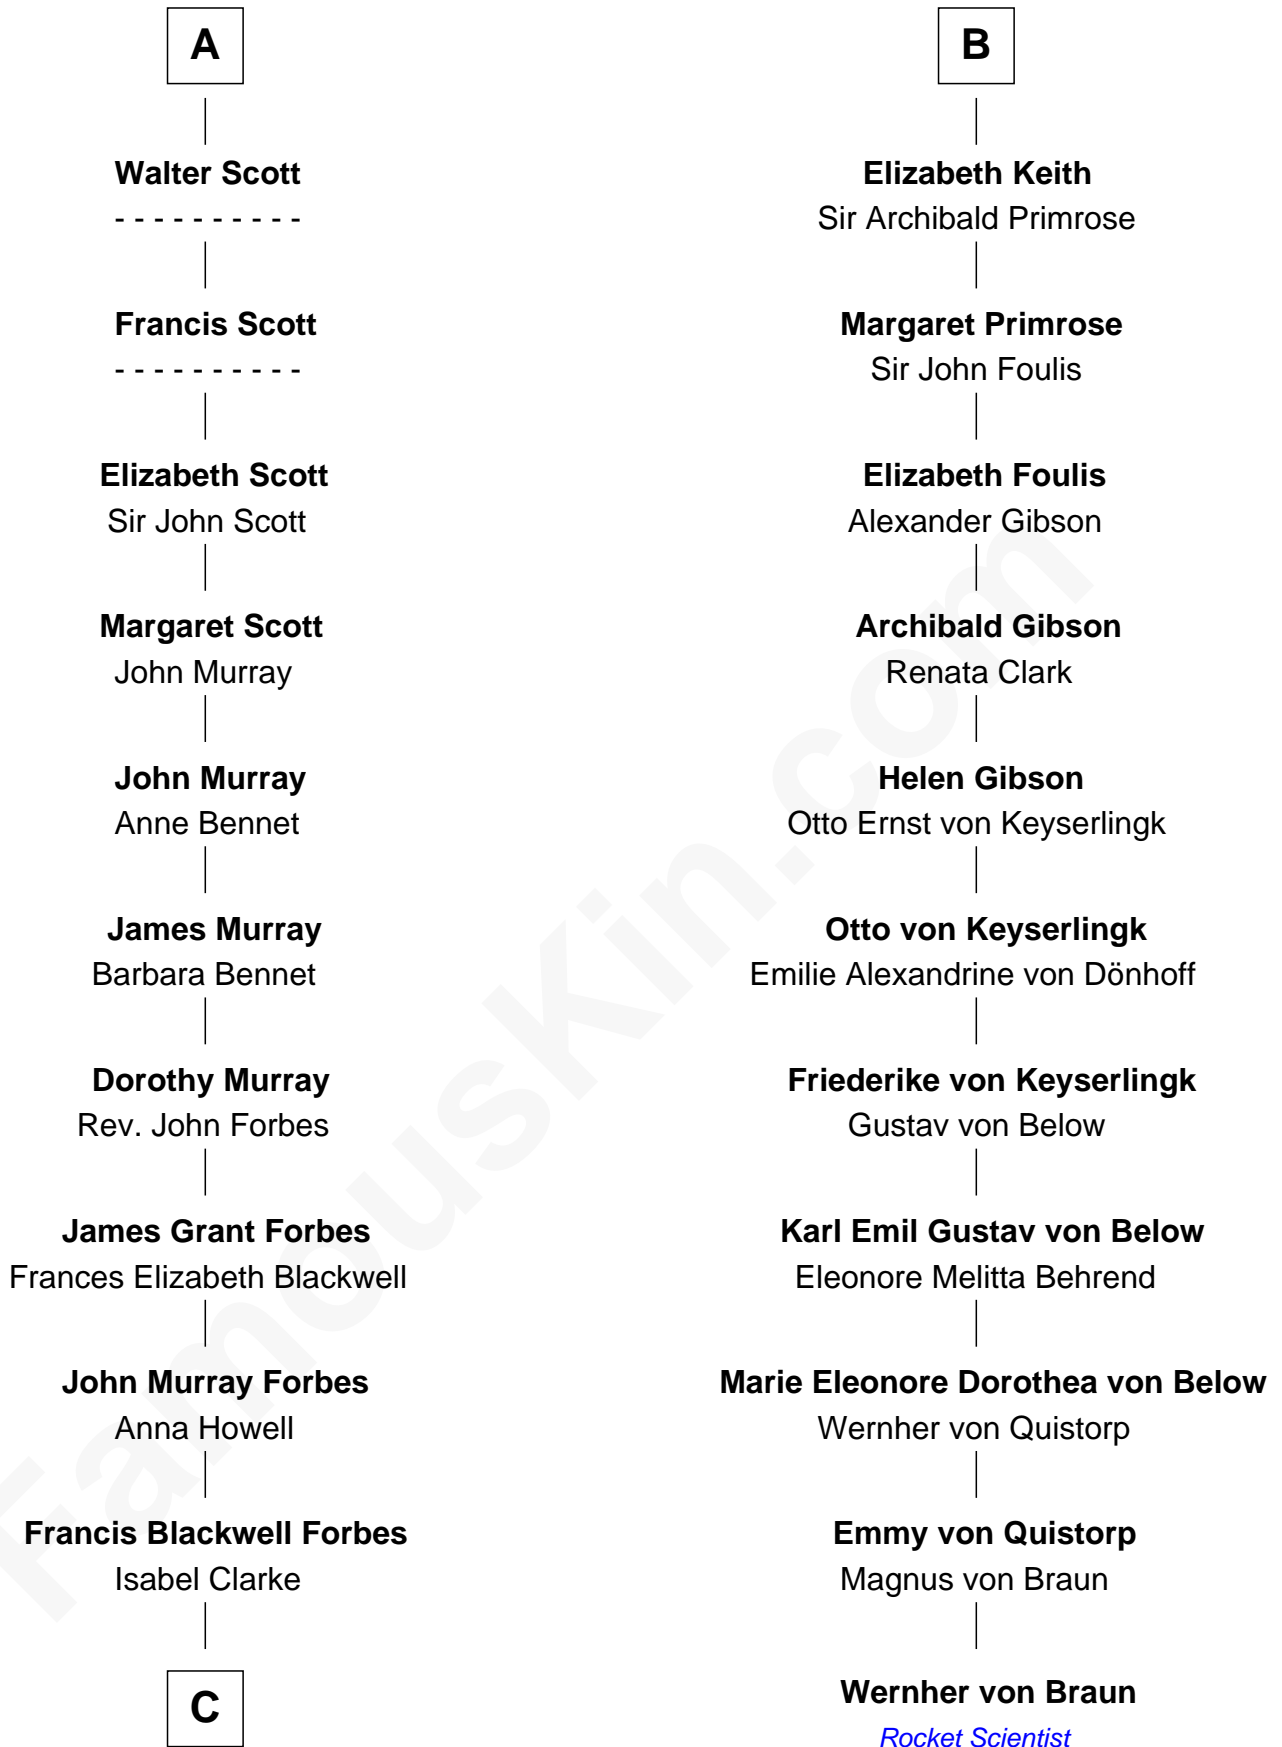 A
Walter Scott
- - - - - - - - - -
Francis Scott
- - - - - - - - - -
Elizabeth Scott
Sir John Scott
Margaret Scott
John Murray
John Murray
Anne Bennet
James Murray
Barbara Bennet
Dorothy Murray
Rev. John Forbes
James Grant Forbes
Frances Elizabeth Blackwell
John Murray Forbes
Anna Howell
Francis Blackwell Forbes
Isabel Clarke
C
B
Elizabeth Keith
Sir Archibald Primrose
Margaret Primrose
Sir John Foulis
Elizabeth Foulis
Alexander Gibson
Archibald Gibson
Renata Clark
Helen Gibson
Otto Ernst von Keyserlingk
Otto von Keyserlingk
Emilie Alexandrine von Dönhoff
Friederike von Keyserlingk
Gustav von Below
Karl Emil Gustav von Below
Eleonore Melitta Behrend
Marie Eleonore Dorothea von Below
Wernher von Quistorp
Emmy von Quistorp
Magnus von Braun
Wernher von Braun
Rocket Scientist
FamousKin.com